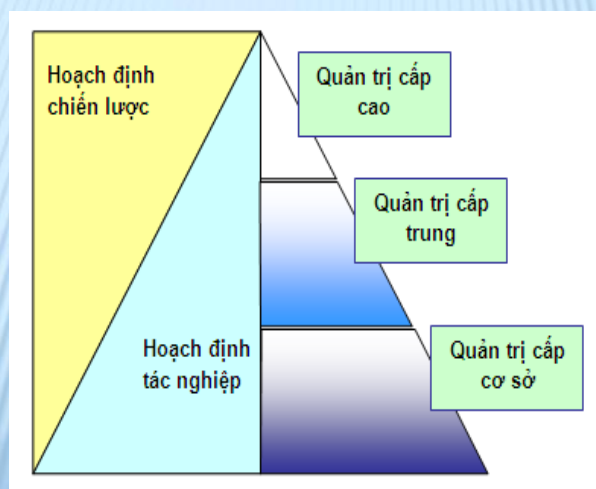 Hoạch định
chiến lược
Quản trị cấp
cao
Quản trị cấp
trung
Hoạch định
tác nghiệp
Quản trị cấp
cơ sở